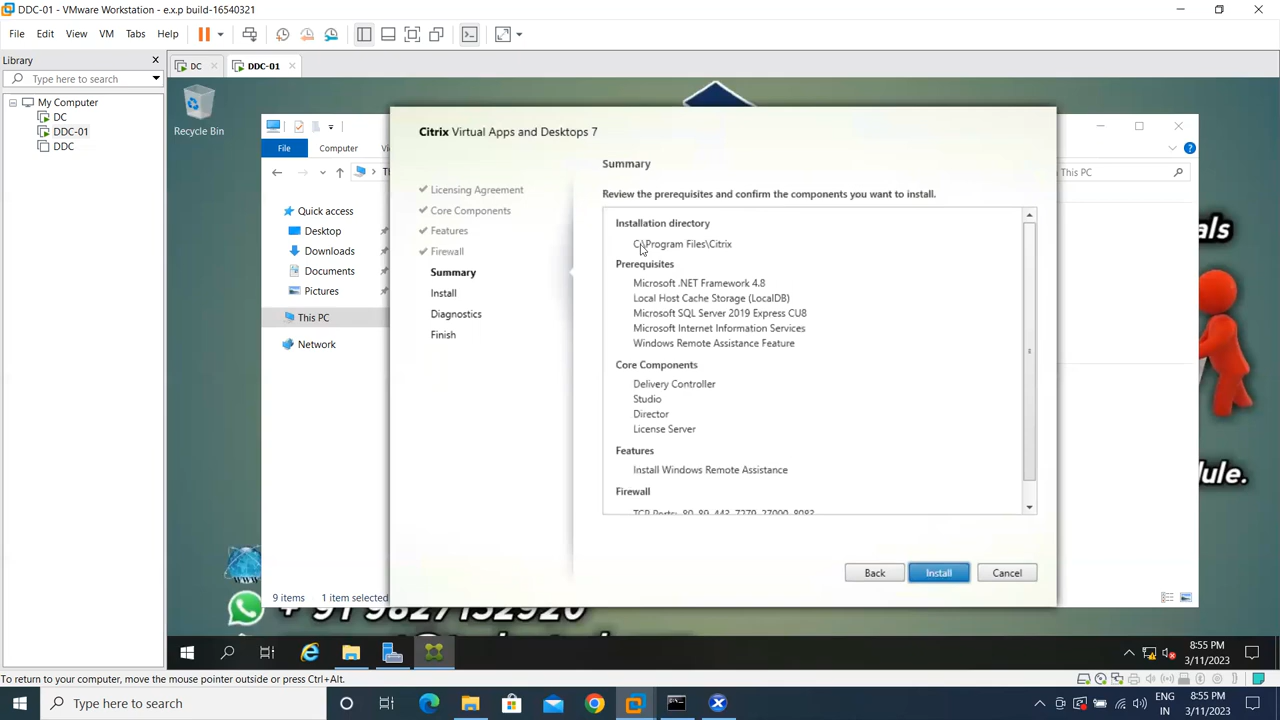 DDC-01 - VMware Workstation - e.x.p build-16540321
File Edit View VM Tabs Help
Library
DC
DDC-01
Type here to search
My Computer
DC
DDC-01
DDC
Recycle Bin
File
Computer
This PC
Quick access
Desktop
Downloads
Documents
Pictures
This PC
Network
9 items
1 item selected
Citrix Virtual Apps and Desktops 7
Licensing Agreement
Core Components
Features
Firewall
Summary
Install
Diagnostics
Finish
Summary
Review the prerequisites and confirm the components you want to install.
Installation directory
C:\Program Files\Citrix
Prerequisites
Microsoft .NET Framework 4.8
Local Host Cache Storage (LocalDB)
Microsoft SQL Server 2019 Express CU8
Microsoft Internet Information Services
Windows Remote Assistance Feature
Core Components
Delivery Controller
Studio
Director
License Server
Features
Install Windows Remote Assistance
Firewall
TCP Ports: 80, 89, 443, 7279, 27000, 8083
Back
Install
Cancel
8:55 PM
3/11/2023
To return to your computer, move the mouse pointer outside or press Ctrl+Alt.
Type here to search
ENG
IN
8:55 PM
3/11/2023